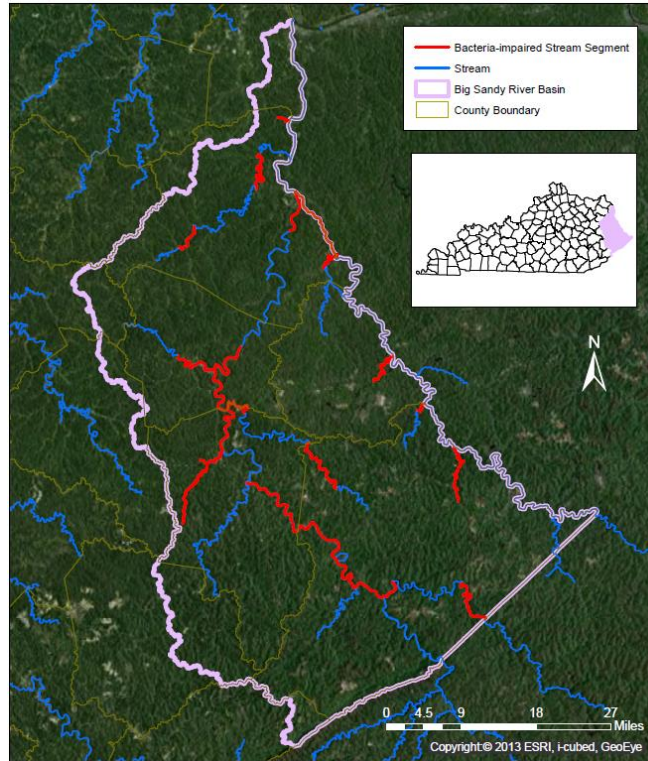 Bacteria-impaired Stream Segment
Stream
Big Sandy River Basin
County Boundary
N
0 4.5 9 18 27
Miles
Copyright:© 2013 ESRI, i-cubed, GeoEye